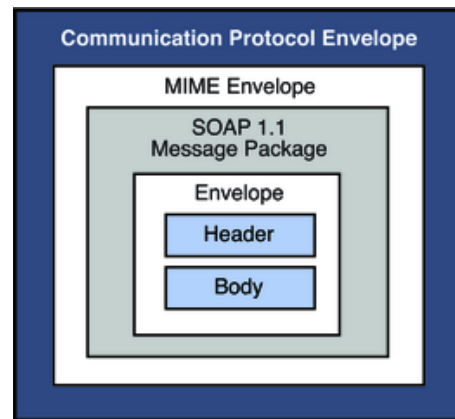 Communication Protocol Envelope
MIME Envelope
SOAP 1.1
Message Package
Envelope
Header
Body